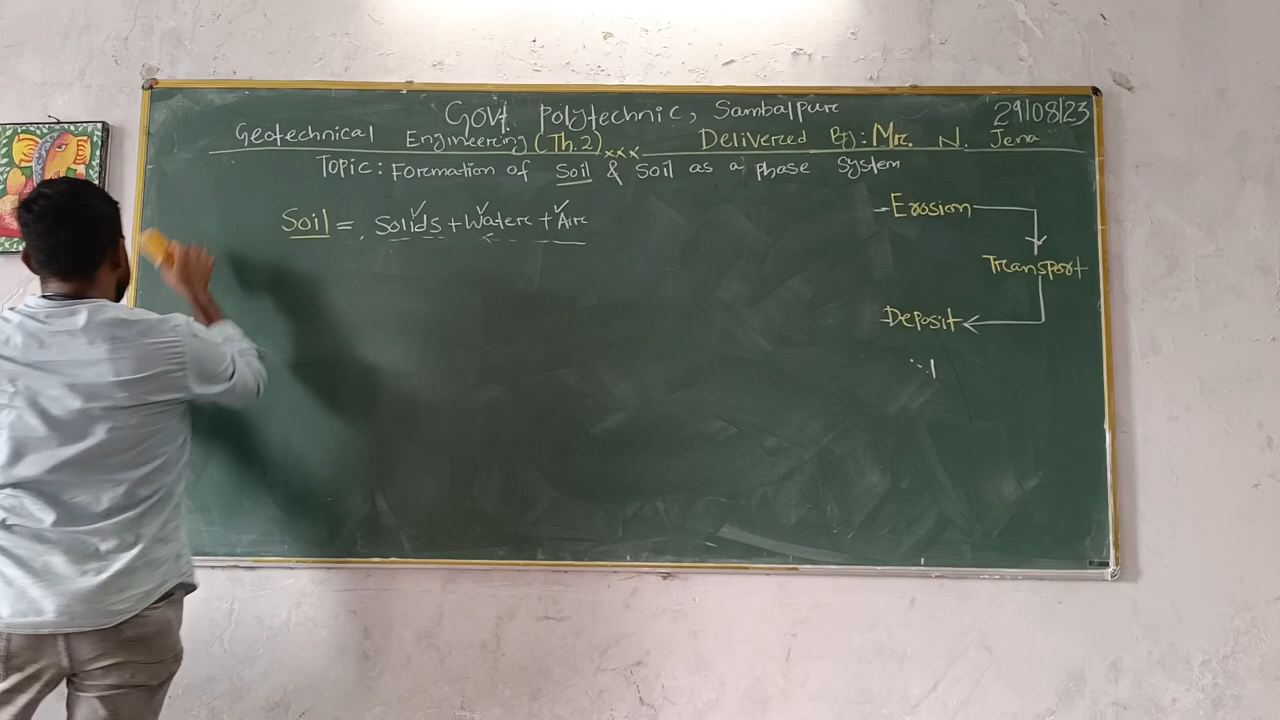 Govt. Polytechnic, Sambalpur
Geotechnical Engineering (Th.2) xxx Delivered By: Mr. N. Jena
29/08/23
Topic: Formation of Soil & Soil as a phase System
Soil = Solids + Water + Air
Erosion
Transport
Deposit